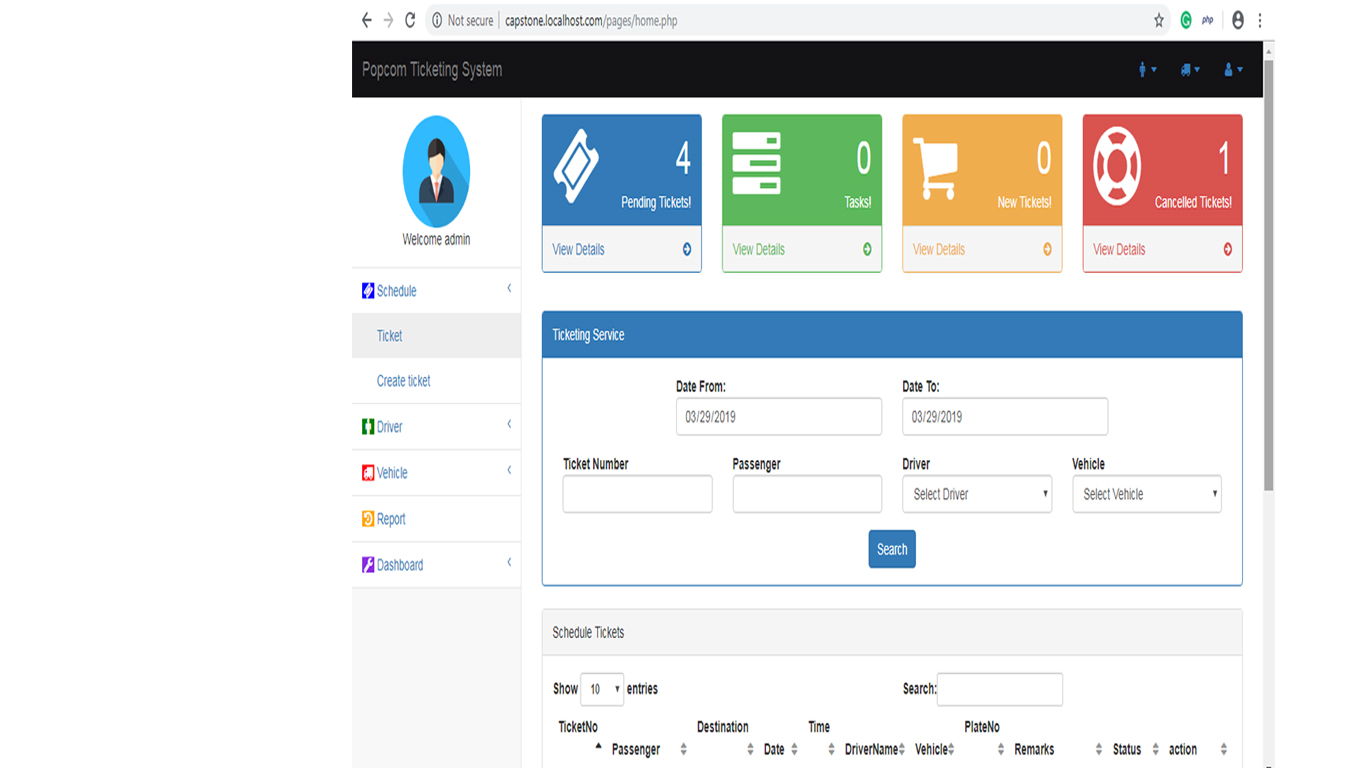 Not secure | capstone.localhost.com/pages/home.php
php
Popcom Ticketing System
Welcome admin
Schedule
Ticket
Create ticket
Driver
Vehicle
Report
Dashboard
4
Pending Tickets!
View Details
0
Tasks!
View Details
0
New Tickets!
View Details
1
Cancelled Tickets!
View Details
Ticketing Service
Date From:
03/29/2019
Date To:
03/29/2019
Ticket Number
Passenger
Driver
Select Driver
Vehicle
Select Vehicle
Search
Schedule Tickets
Show 10 entries
Search:
TicketNo Passenger Destination Date Time DriverName Vehicle PlateNo Remarks Status action